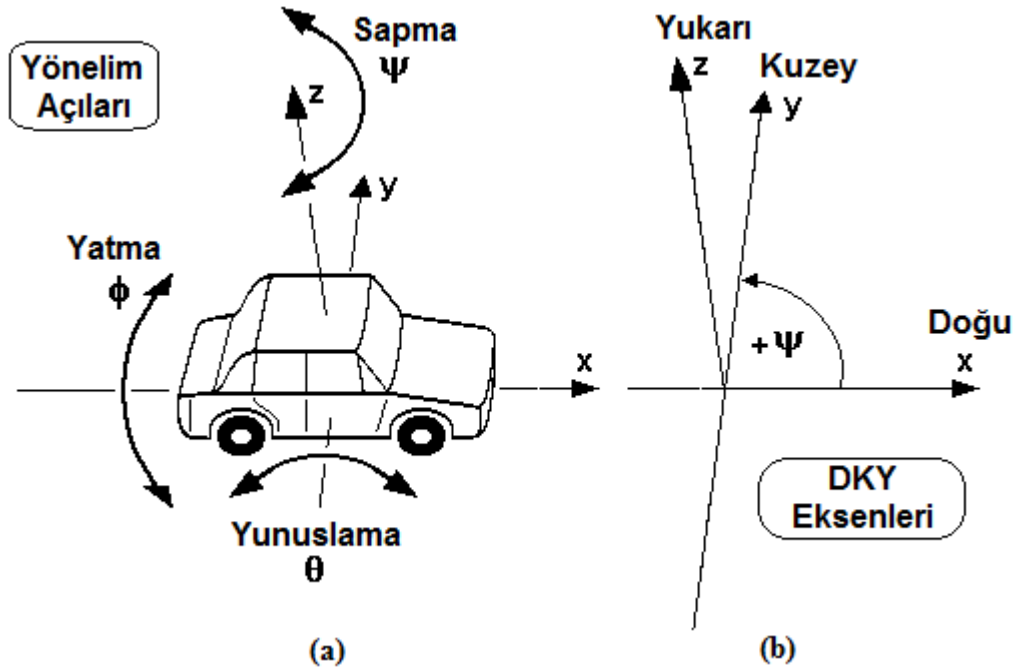 Yönelim
Açıları
Sapma
Ψ
z
y
Yatma
ϕ
x
Yunuslama
θ
(a)
Yukarı
z
Kuzey
y
Doğu
x
+Ψ
DKY
Eksenleri
(b)